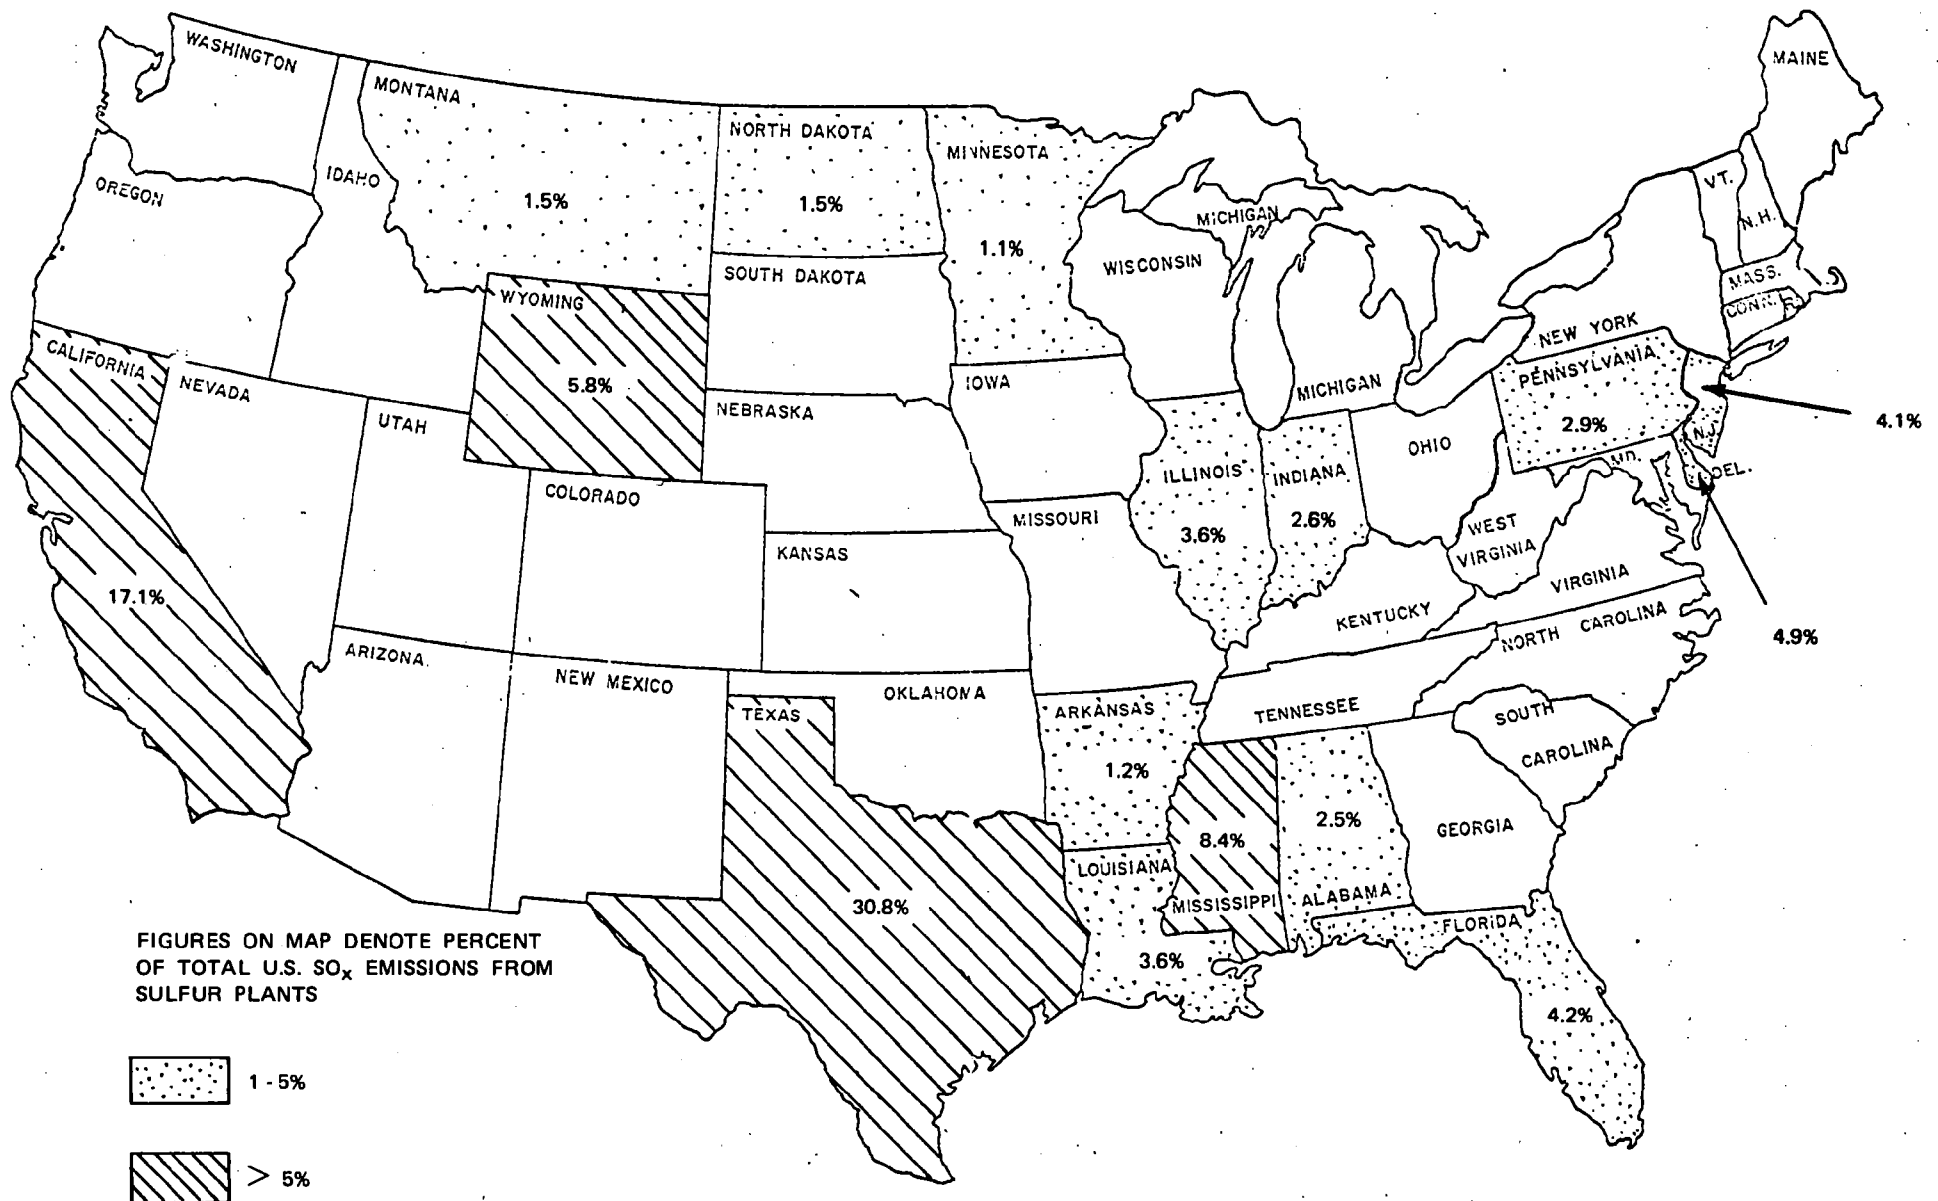 WASHINGTON
MAINE
MONTANA
NORTH DAKOTA
MINNESOTA
IDAHO
OREGON
VT.
N.H.
1.5%
1.5%
MICHIGAN
1.1%
WISCONSIN
SOUTH DAKOTA
MASS.
CONN.
WYOMING
NEW YORK
CALIFORNIA
NEVADA
5.8%
IOWA
MICHIGAN
PENNSYLVANIA
NEBRASKA
UTAH
2.9%
4.1%
N.J.
OHIO
MD.
DEL.
ILLINOIS
INDIANA
COLORADO
MISSOURI
2.6%
3.6%
WEST
VIRGINIA
KANSAS
VIRGINIA
17.1%
KENTUCKY
NORTH CAROLINA
4.9%
ARIZONA
NEW MEXICO
OKLAHOMA
TEXAS
ARKANSAS
TENNESSEE
SOUTH
CAROLINA
1.2%
2.5%
GEORGIA
8.4%
LOUISIANA
MISSISSIPPI
ALABAMA
30.8%
FLORIDA
3.6%
4.2%
FIGURES ON MAP DENOTE PERCENT
OF TOTAL U.S. SOₓ EMISSIONS FROM
SULFUR PLANTS
1 - 5%
> 5%